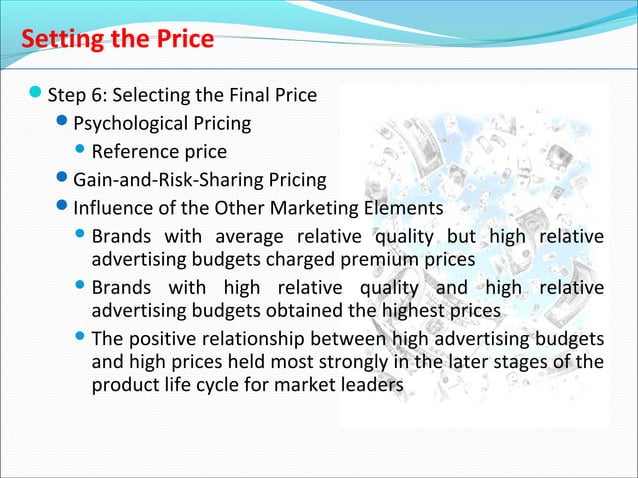 Setting the Price
Step 6: Selecting the Final Price
Psychological Pricing
Reference price
Gain-and-Risk-Sharing Pricing
Influence of the Other Marketing Elements
Brands with average relative quality but high relative
advertising budgets charged premium prices
Brands with high relative quality and high relative
advertising budgets obtained the highest prices
The positive relationship between high advertising budgets
and high prices held most strongly in the later stages of the
product life cycle for market leaders